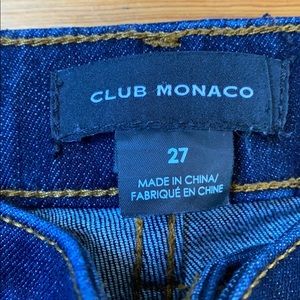 CLUB MONACO
27
MADE IN CHINA/
FABRIQUÉ EN CHINE